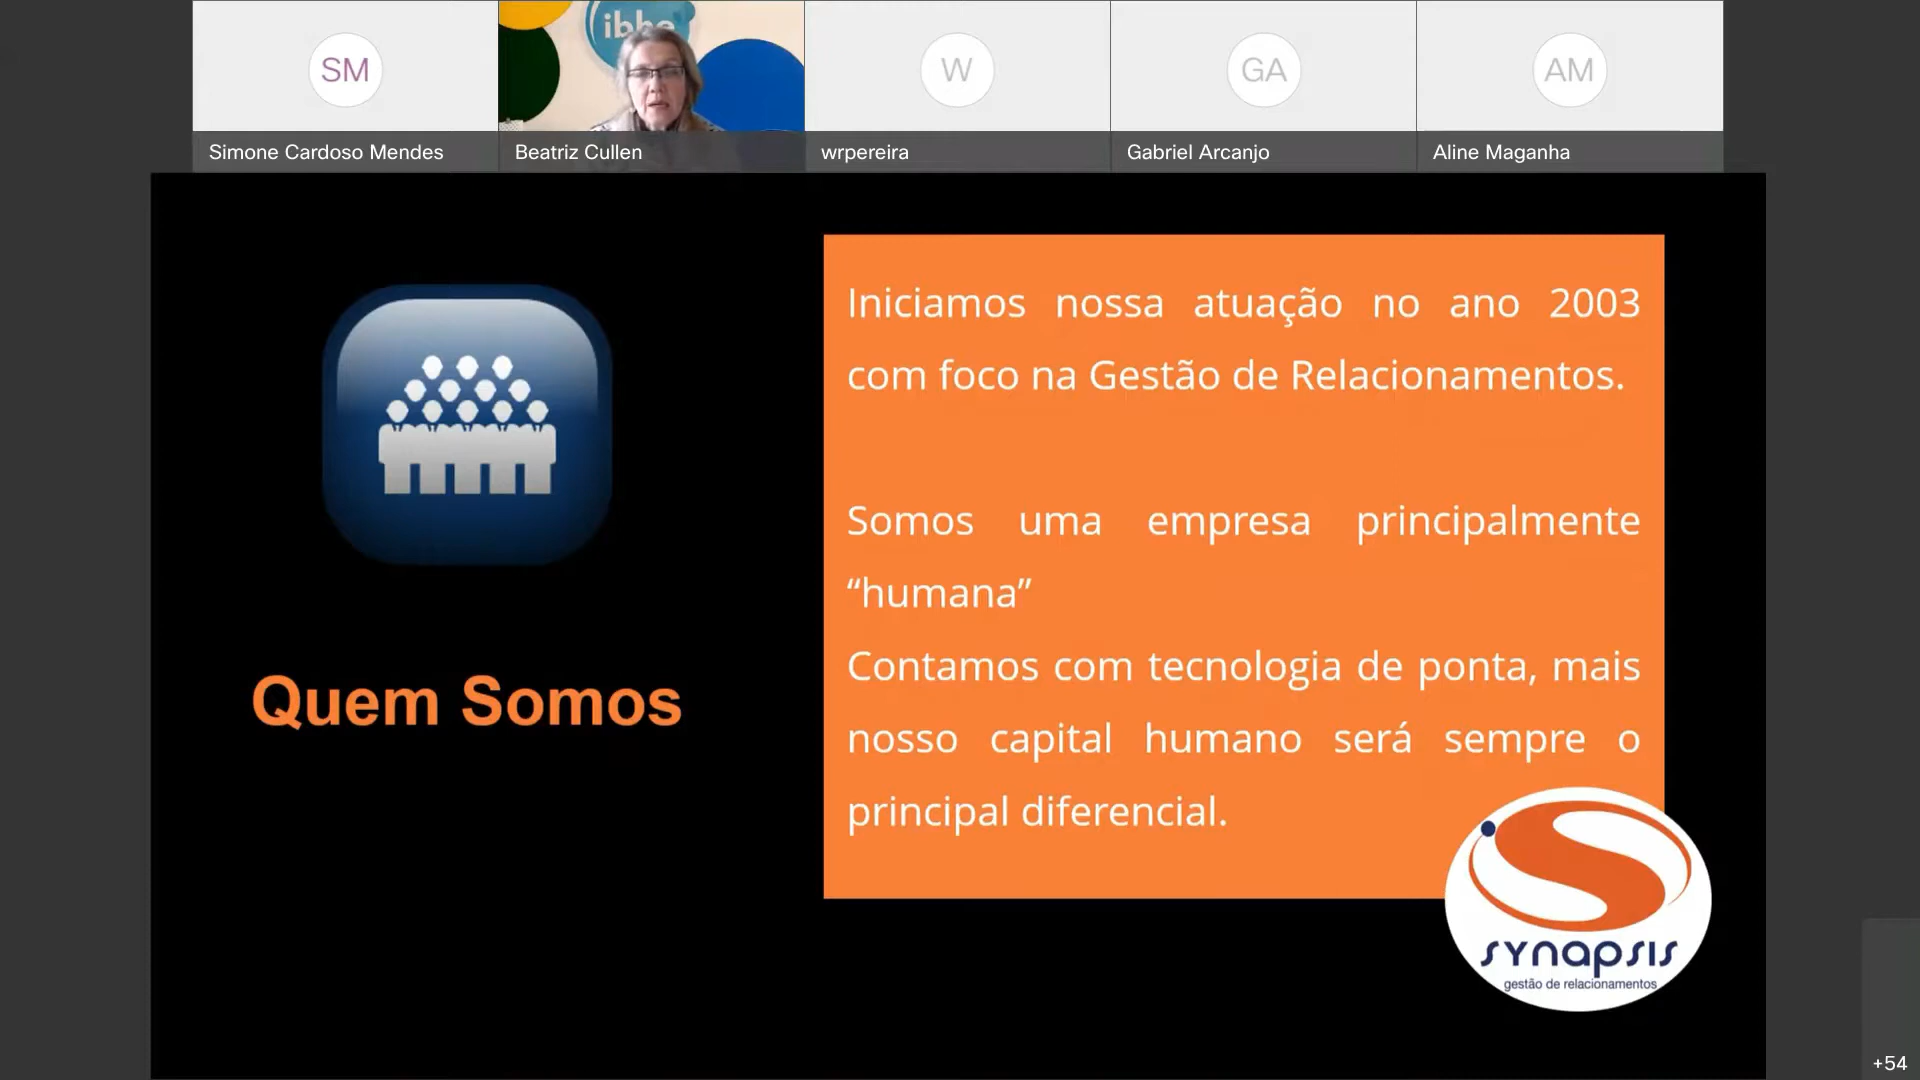 SM
ibhe
W
GA
AM
Simone Cardoso Mendes
Beatriz Cullen
wrpereira
Gabriel Arcanjo
Aline Maganha
Quem Somos
Iniciamos nossa atuação no ano 2003
com foco na Gestão de Relacionamentos.
Somos uma empresa principalmente
“humana”
Contamos com tecnologia de ponta, mais
nosso capital humano será sempre o
principal diferencial.
synapsis
gestão de relacionamentos
+54